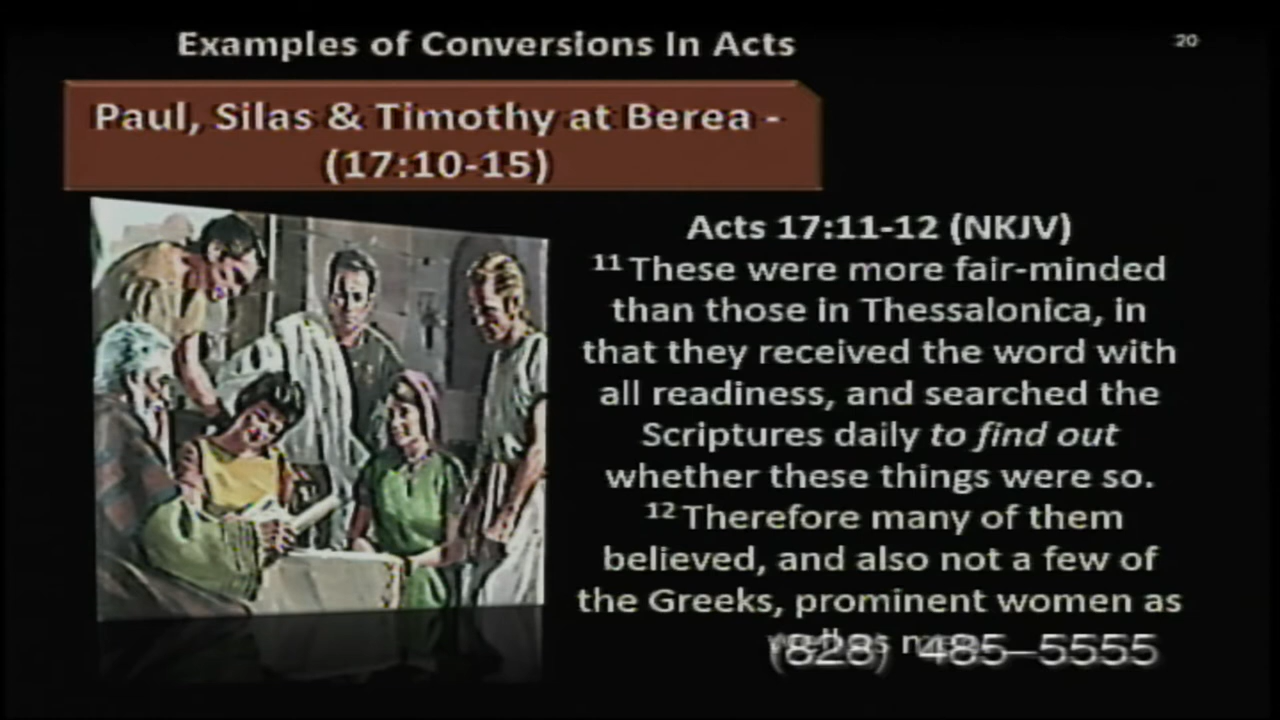 Examples of Conversions In Acts
20
Paul, Silas & Timothy at Berea -
(17:10-15)
Acts 17:11-12 (NKJV)
11 These were more fair-minded
than those in Thessalonica, in
that they received the word with
all readiness, and searched the
Scriptures daily to find out
whether these things were so.
12 Therefore many of them
believed, and also not a few of
the Greeks, prominent women as
well as
(828) 485-5555